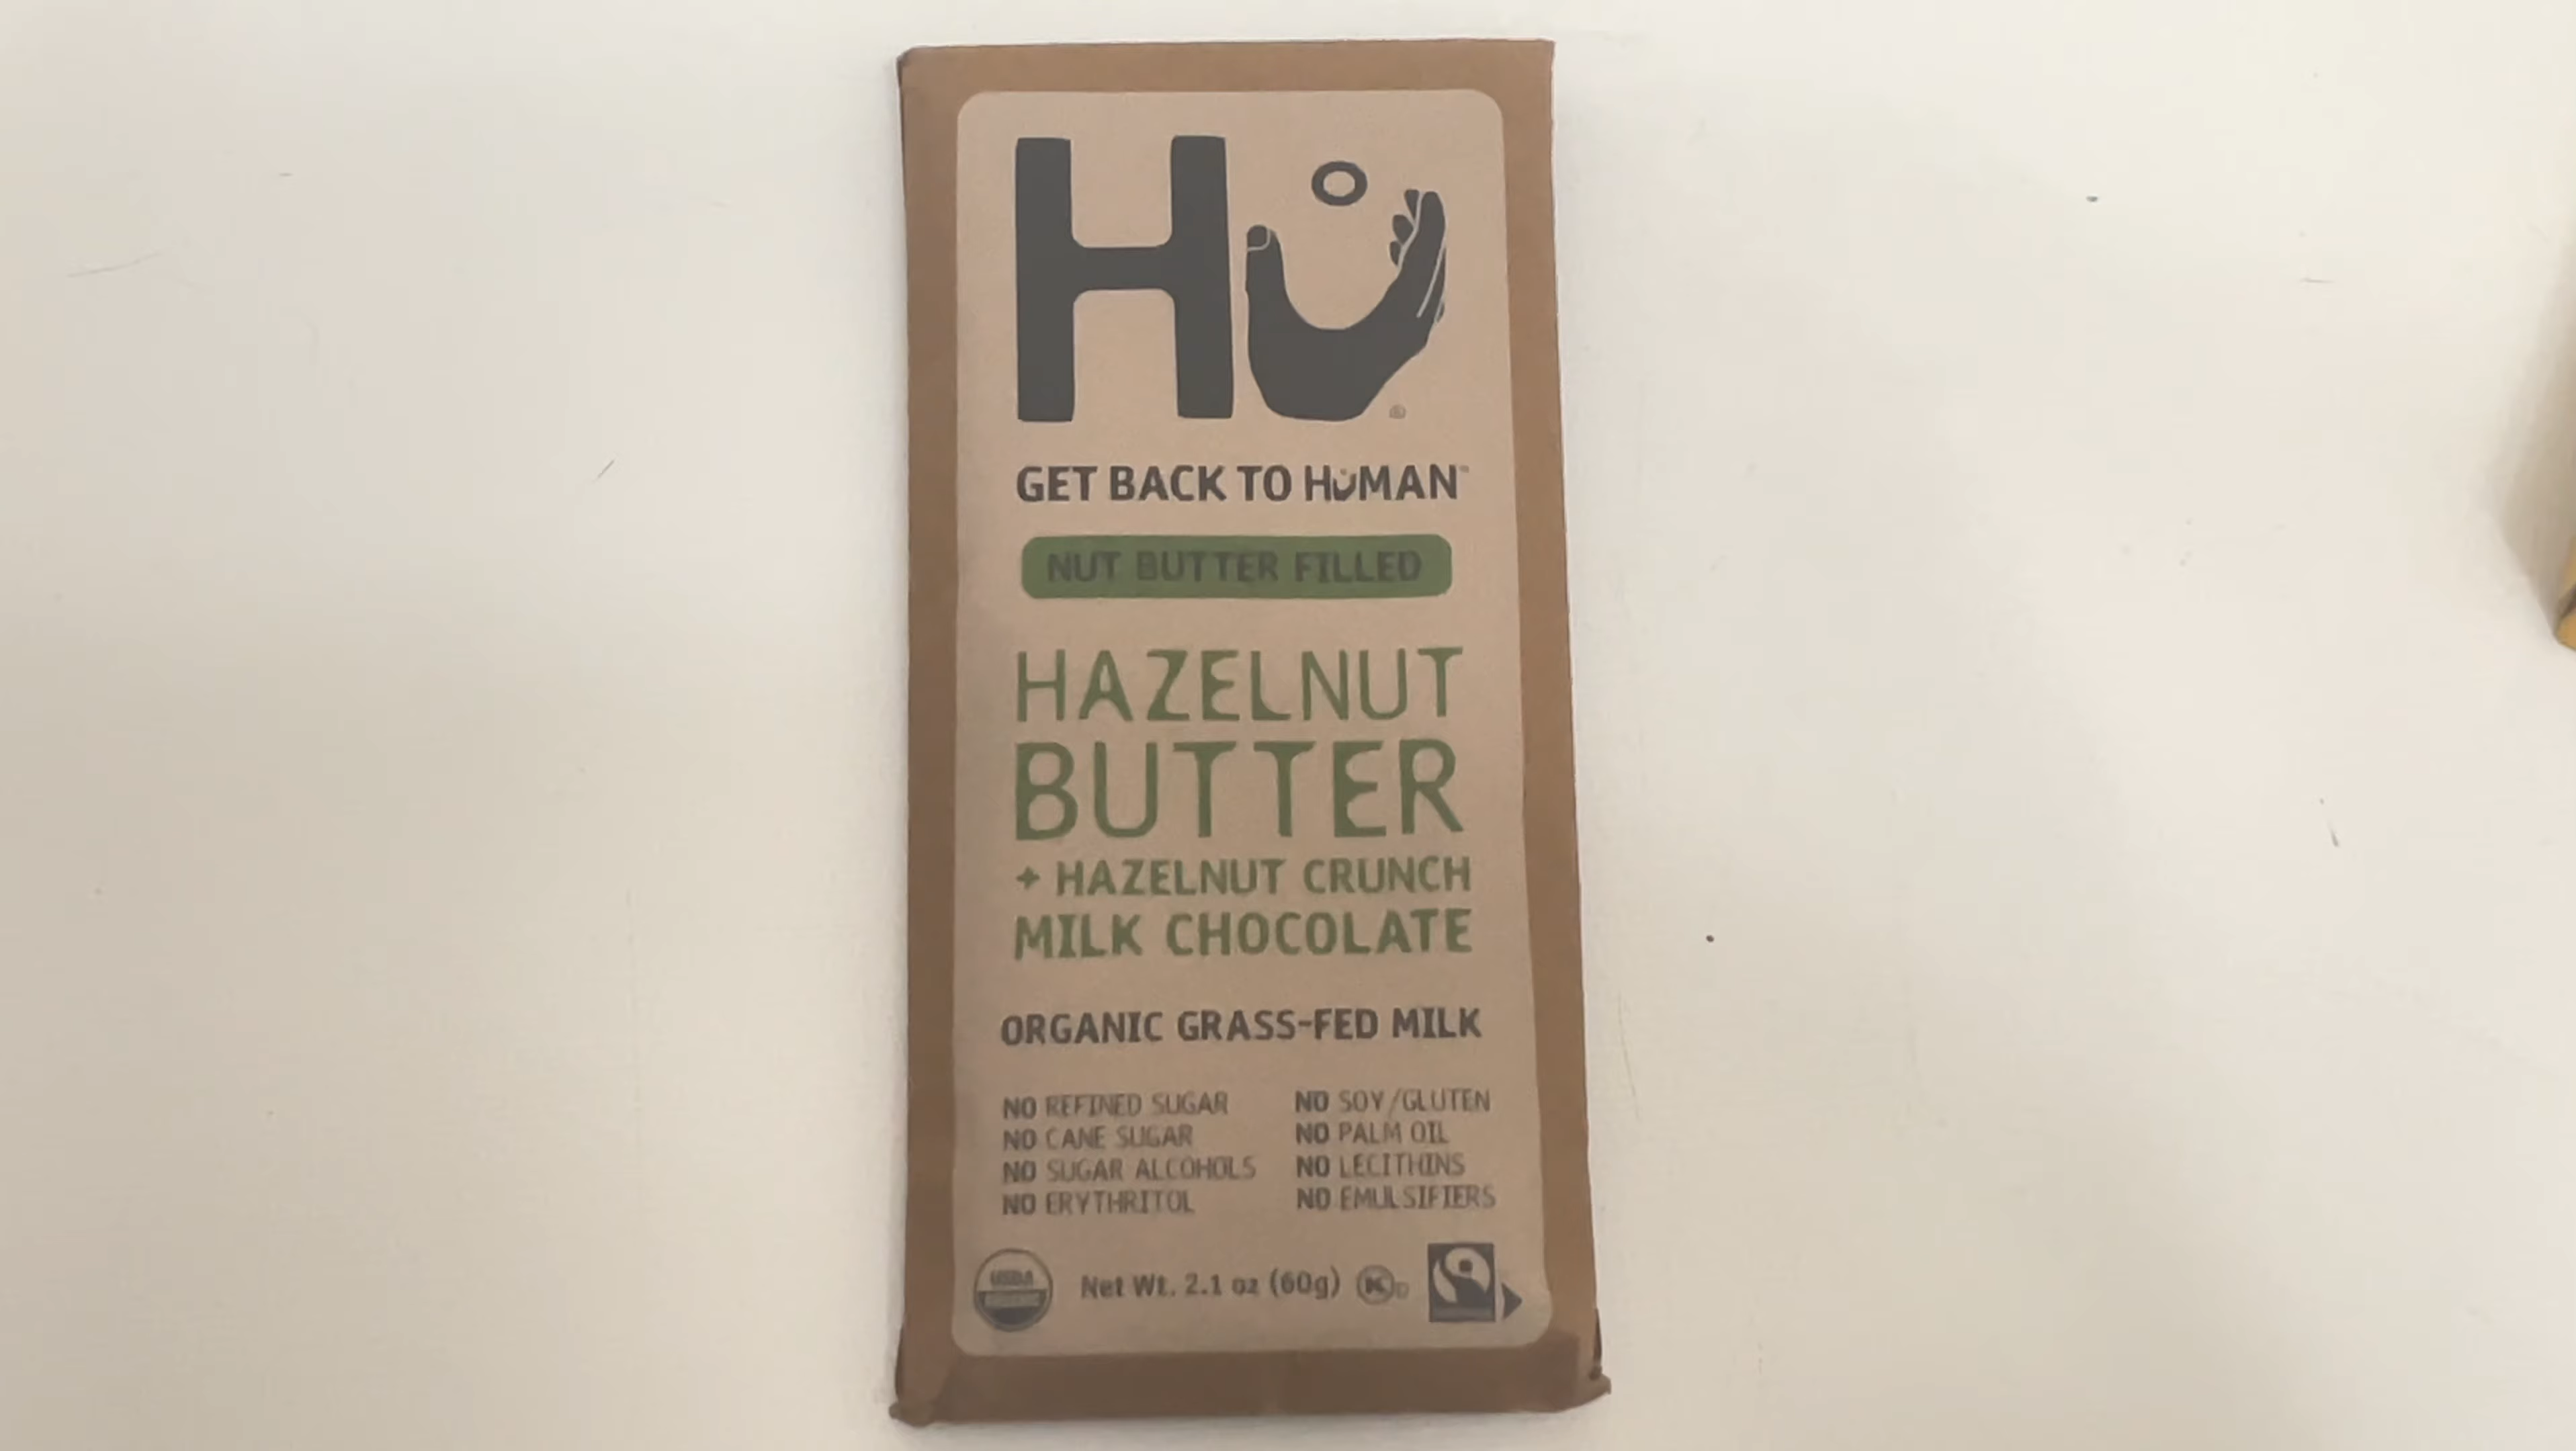 Hu
GET BACK TO HUMAN™
NUT BUTTER FILLED
HAZELNUT
BUTTER
+ HAZELNUT CRUNCH
MILK CHOCOLATE
ORGANIC GRASS-FED MILK
NO REFINED SUGAR
NO CANE SUGAR
NO SUGAR ALCOHOLS
NO ERYTHRITOL
NO SOY/GLUTEN
NO PALM OIL
NO LECITHINS
NO EMULSIFIERS
USDA
ORGANIC
Net Wt. 2.1 oz (60g)
K D